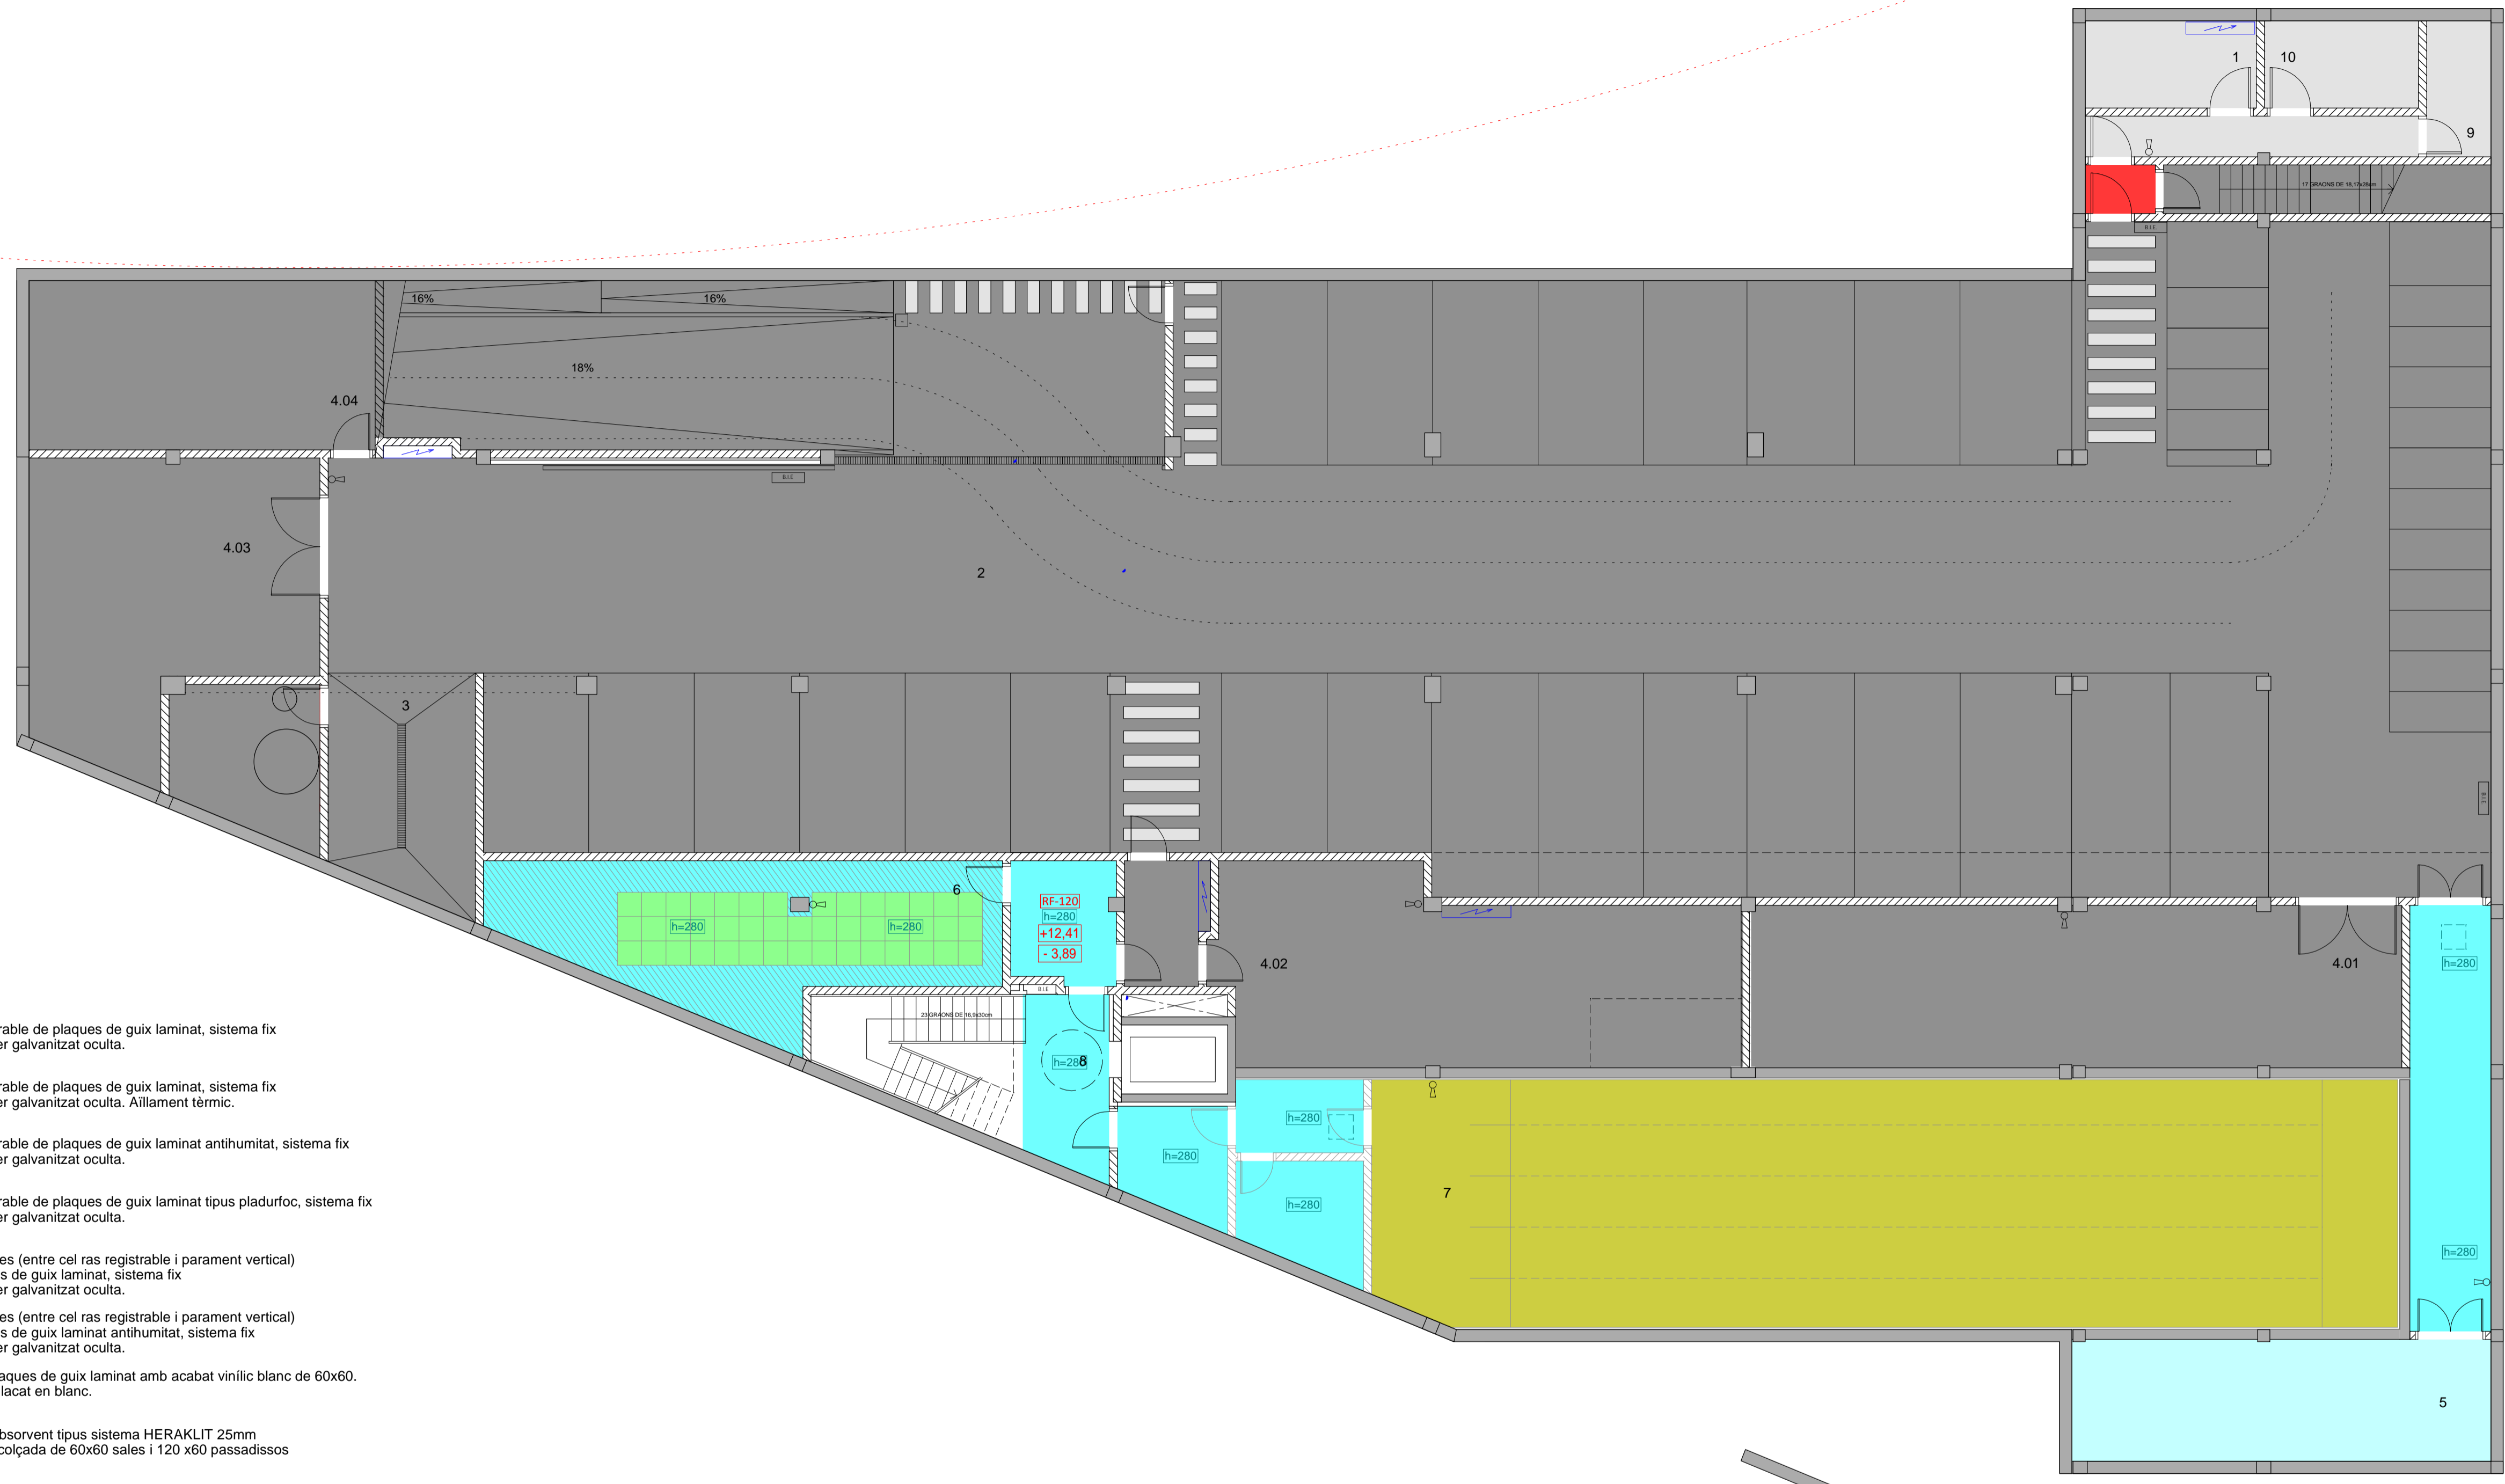 1
10
9
17 GRAONS DE 18,17x28cm
B.I.E.
16%
16%
18%
4.04
B.I.E
4.03
2
3
B.I.E
6
RF-120
h=280
+12,41
- 3,89
h=280
h=280
4.02
4.01
h=280
B.I.E
23 GRAONS DE 16,9x30cm
h=280
8
h=280
h=280
h=280
7
h=280
5
rable de plaques de guix laminat, sistema fix
er galvanitzat oculta.
rable de plaques de guix laminat, sistema fix
er galvanitzat oculta. Aïllament tèrmic.
rable de plaques de guix laminat antihumitat, sistema fix
er galvanitzat oculta.
rable de plaques de guix laminat tipus pladurfoc, sistema fix
er galvanitzat oculta.
es (entre cel ras registrable i parament vertical)
s de guix laminat, sistema fix
er galvanitzat oculta.
es (entre cel ras registrable i parament vertical)
s de guix laminat antihumitat, sistema fix
er galvanitzat oculta.
aques de guix laminat amb acabat vinílic blanc de 60x60.
lacat en blanc.
bsorvent tipus sistema HERAKLIT 25mm
colçada de 60x60 sales i 120 x60 passadissos